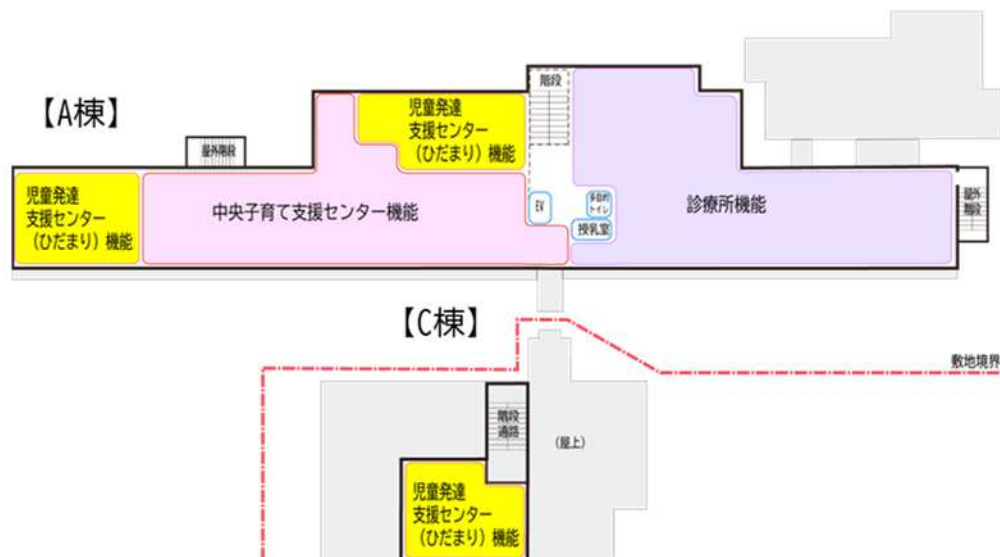 【A棟】
階段
児童発達
支援センター
（ひだまり）機能
屋外階段
児童発達
支援センター
（ひだまり）機能
中央子育て支援センター機能
EV
多目的
トイレ
授乳室
診療所機能
屋外
階段
【C棟】
敷地境界
階段
通路
（屋上）
児童発達
支援センター
（ひだまり）機能